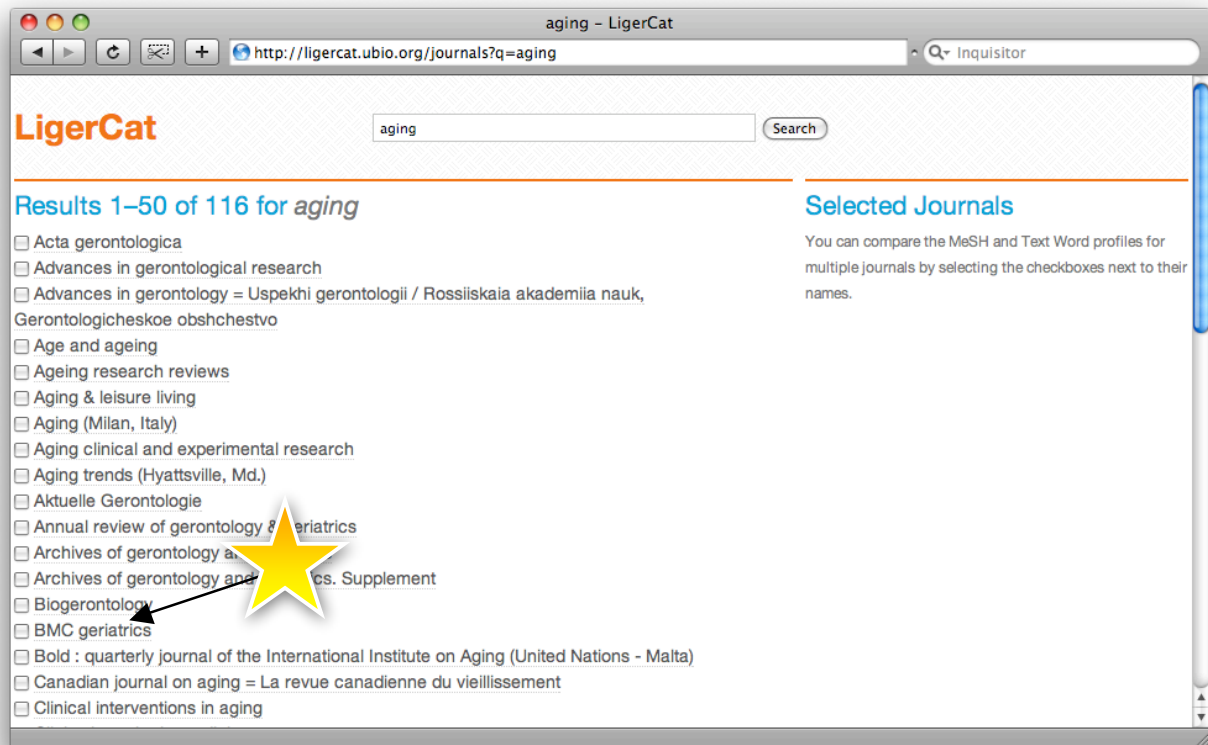 aging – LigerCat
http://ligercat.ubio.org/journals?q=aging
Inquisitor
LigerCat
aging
Search
Results 1–50 of 116 for aging
Acta gerontologica
Advances in gerontological research
Advances in gerontology = Uspekhi gerontologii / Rossiiskaia akademiia nauk,
Gerontologicheskoe obshchestvo
Age and ageing
Ageing research reviews
Aging & leisure living
Aging (Milan, Italy)
Aging clinical and experimental research
Aging trends (Hyattsville, Md.)
Aktuelle Gerontologie
Annual review of gerontology & geriatrics
Archives of gerontology
Archives of gerontology and Supplement
Biogerontology
BMC geriatrics
Bold : quarterly journal of the International Institute on Aging (United Nations - Malta)
Canadian journal on aging = La revue canadienne du vieillissement
Clinical interventions in aging
Selected Journals
You can compare the MeSH and Text Word profiles for
multiple journals by selecting the checkboxes next to their
names.